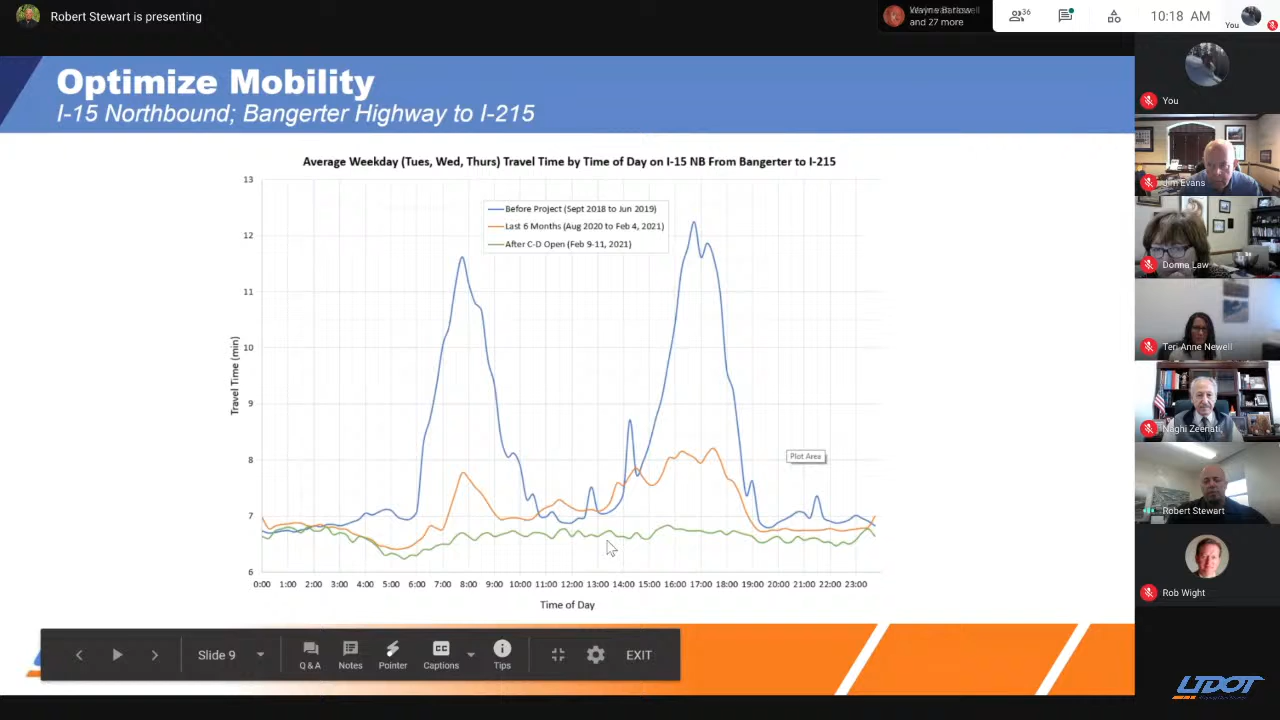 Robert Stewart is presenting
and 27 more
36
10:18 AM
You
Optimize Mobility
I-15 Northbound; Bangerter Highway to I-215
Average Weekday (Tues, Wed, Thurs) Travel Time by Time of Day on I-15 NB From Bangerter to I-215
Before Project (Sept 2018 to Jun 2019)
Last 6 Months (Aug 2020 to Feb 4, 2021)
After C-D Open (Feb 9-11, 2021)
13
12
11
10
9
8
7
6
Travel Time (min)
Plot Area
0:00 1:00 2:00 3:00 4:00 5:00 6:00 7:00 8:00 9:00 10:00 11:00 12:00 13:00 14:00 15:00 16:00 17:00 18:00 19:00 20:00 21:00 22:00 23:00
Time of Day
Slide 9
Q & A
Notes
Pointer
CC
Captions
Tips
EXIT
You
Jim Evans
Donna Law
Teri Anne Newell
Naghi Zeenati,
Robert Stewart
Rob Wight
UDOT